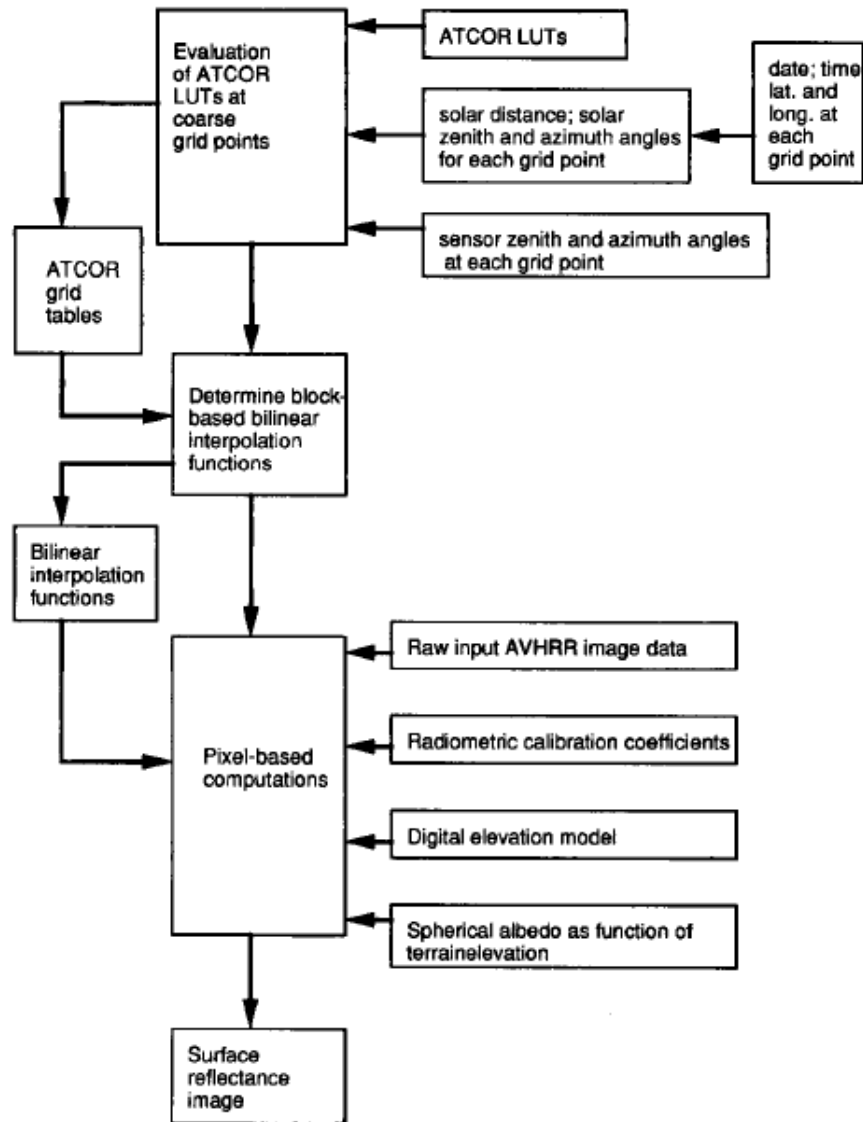 Evaluation
of ATCOR
LUTs at
coarse
grid points
ATCOR LUTs
date; time
lat. and
long. at
each
grid point
solar distance; solar
zenith and azimuth angles
for each grid point
sensor zenith and azimuth angles
at each grid point
ATCOR
grid
tables
Determine block-
based bilinear
interpolation
functions
Bilinear
interpolation
functions
Raw input AVHRR image data
Pixel-based
computations
Radiometric calibration coefficients
Digital elevation model
Spherical albedo as function of
terrainelevation
Surface
reflectance
image